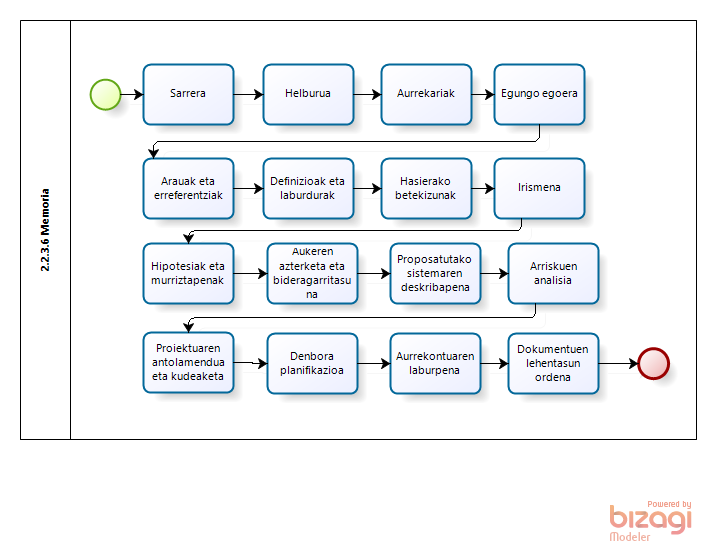 2.2.3.6 Memoria
Sarrera
Helburua
Aurrekariak
Egungo egoera
Arauak eta
erreferentziak
Definizioak eta
laburdurak
Hasierako
betekizunak
Irismena
Hipotesiak eta
murriztapenak
Aukeren
azterketa eta
bideragarritasu
na
Proposatutako
sistemaren
deskribapena
Arriskuen
analisia
Proiektuaren
antolamendua
eta kudeaketa
Denbora
planifikazioa
Aurrekontuaren
laburpena
Dokumentuen
lehentasun
ordena
Powered by
bizagi
Modeler